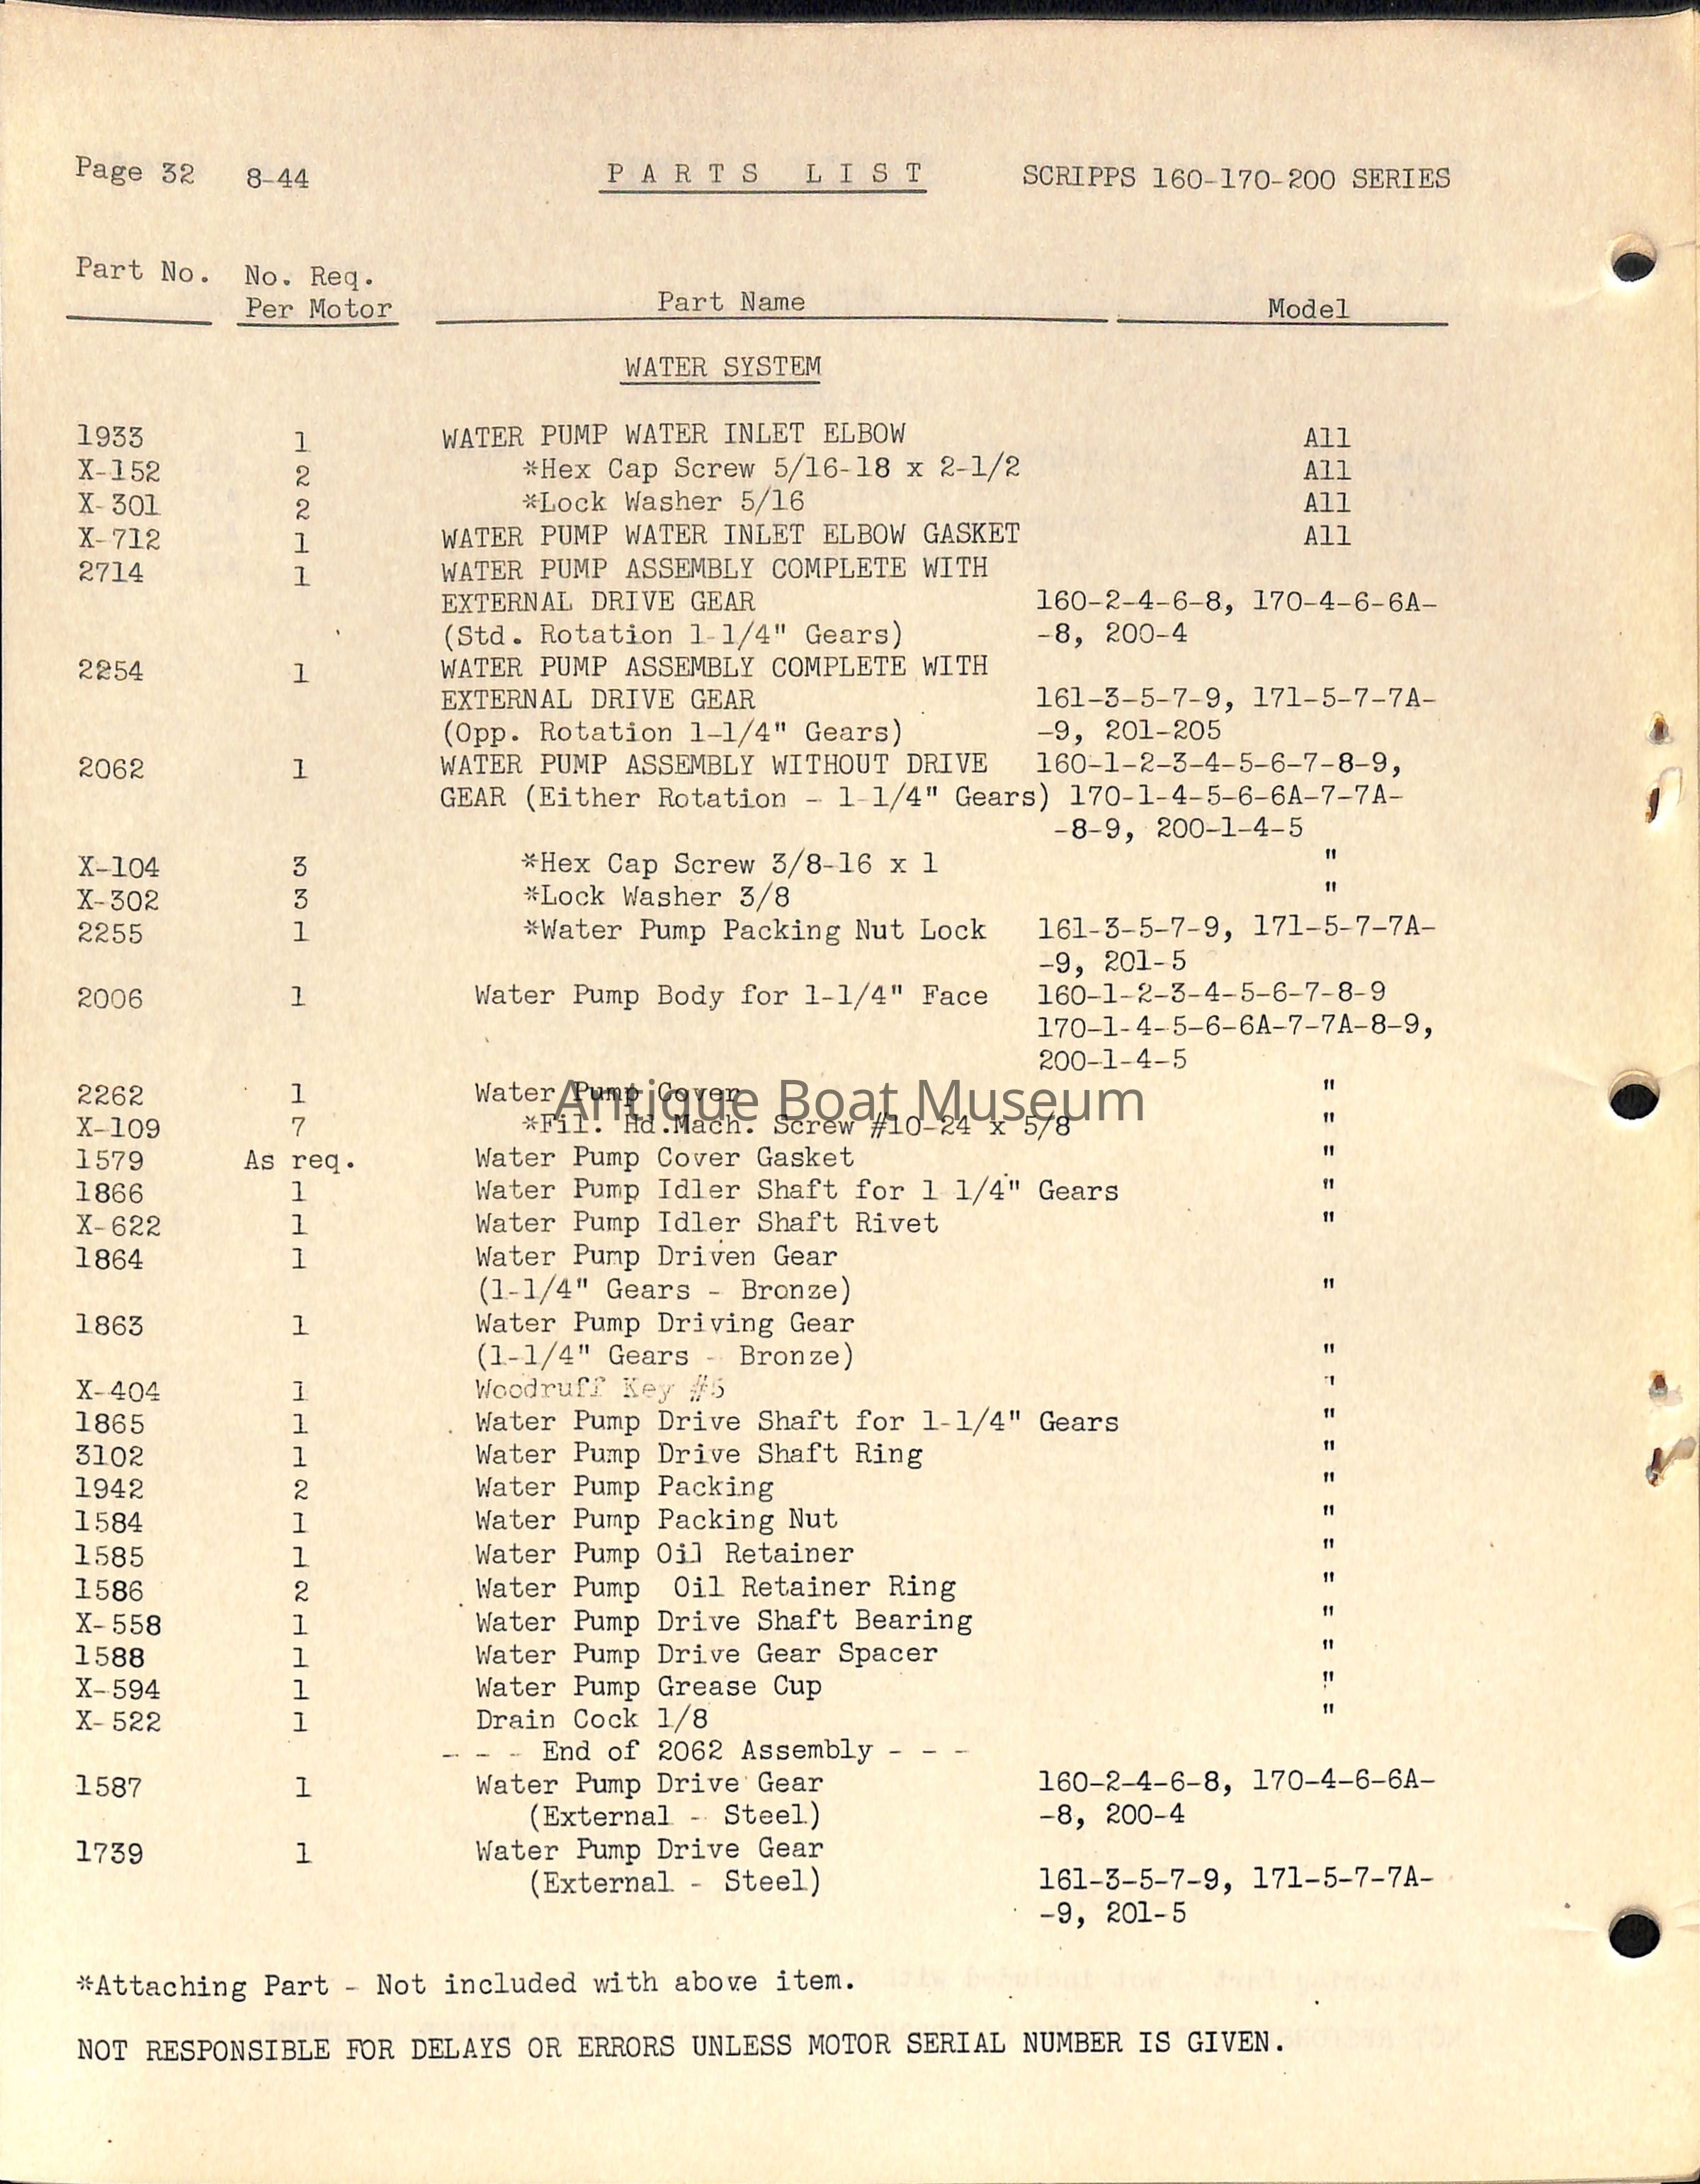 Page 32 8-44 PARTS LIST SCRIPPS 160-170-200 SERIES
Part No. No. Req.
Per Motor Part Name Model
WATER SYSTEM
1933 1 WATER PUMP WATER INLET ELBOW All
X-152 2 *Hex Cap Screw 5/16-18 x 2-1/2 All
X-301 2 *Lock Washer 5/16 All
X-712 1 WATER PUMP WATER INLET ELBOW GASKET All
2714 1 WATER PUMP ASSEMBLY COMPLETE WITH
EXTERNAL DRIVE GEAR 160-2-4-6-8, 170-4-6-6A-
(Std. Rotation 1-1/4" Gears) -8, 200-4
2254 1 WATER PUMP ASSEMBLY COMPLETE WITH
EXTERNAL DRIVE GEAR 161-3-5-7-9, 171-5-7-7A-
(Opp. Rotation 1-1/4" Gears) -9, 201-205
2062 1 WATER PUMP ASSEMBLY WITHOUT DRIVE 160-1-2-3-4-5-6-7-8-9,
GEAR (Either Rotation - 1-1/4" Gears) 170-1-4-5-6-6A-7-7A-
-8-9, 200-1-4-5
X-104 3 *Hex Cap Screw 3/8-16 x 1 "
X-302 3 *Lock Washer 3/8 "
2255 1 *Water Pump Packing Nut Lock 161-3-5-7-9, 171-5-7-7A-
-9, 201-5
2006 1 Water Pump Body for 1-1/4" Face 160-1-2-3-4-5-6-7-8-9
170-1-4-5-6-6A-7-7A-8-9,
200-1-4-5
2262 1 Water Pump Cover "
Antique Boat Museum
X-109 7 *Fil. Hd.Mach. Screw #10-24 x 5/8 "
1579 As req. Water Pump Cover Gasket "
1866 1 Water Pump Idler Shaft for 1 1/4" Gears "
X-622 1 Water Pump Idler Shaft Rivet "
1864 1 Water Pump Driven Gear
(1-1/4" Gears - Bronze) "
1863 1 Water Pump Driving Gear
(1-1/4" Gears - Bronze) "
X-404 1 Woodruff Key #5 "
1865 1 Water Pump Drive Shaft for 1-1/4" Gears "
3102 1 Water Pump Drive Shaft Ring "
1942 2 Water Pump Packing "
1584 1 Water Pump Packing Nut "
1585 1 Water Pump Oil Retainer "
1586 2 Water Pump Oil Retainer Ring "
X-558 1 Water Pump Drive Shaft Bearing "
1588 1 Water Pump Drive Gear Spacer "
X-594 1 Water Pump Grease Cup "
X-522 1 Drain Cock 1/8 "
- - - End of 2062 Assembly - - -
1587 1 Water Pump Drive Gear 160-2-4-6-8, 170-4-6-6A-
(External - Steel) -8, 200-4
1739 1 Water Pump Drive Gear
(External - Steel) 161-3-5-7-9, 171-5-7-7A-
-9, 201-5
*Attaching Part - Not included with above item.
NOT RESPONSIBLE FOR DELAYS OR ERRORS UNLESS MOTOR SERIAL NUMBER IS GIVEN.